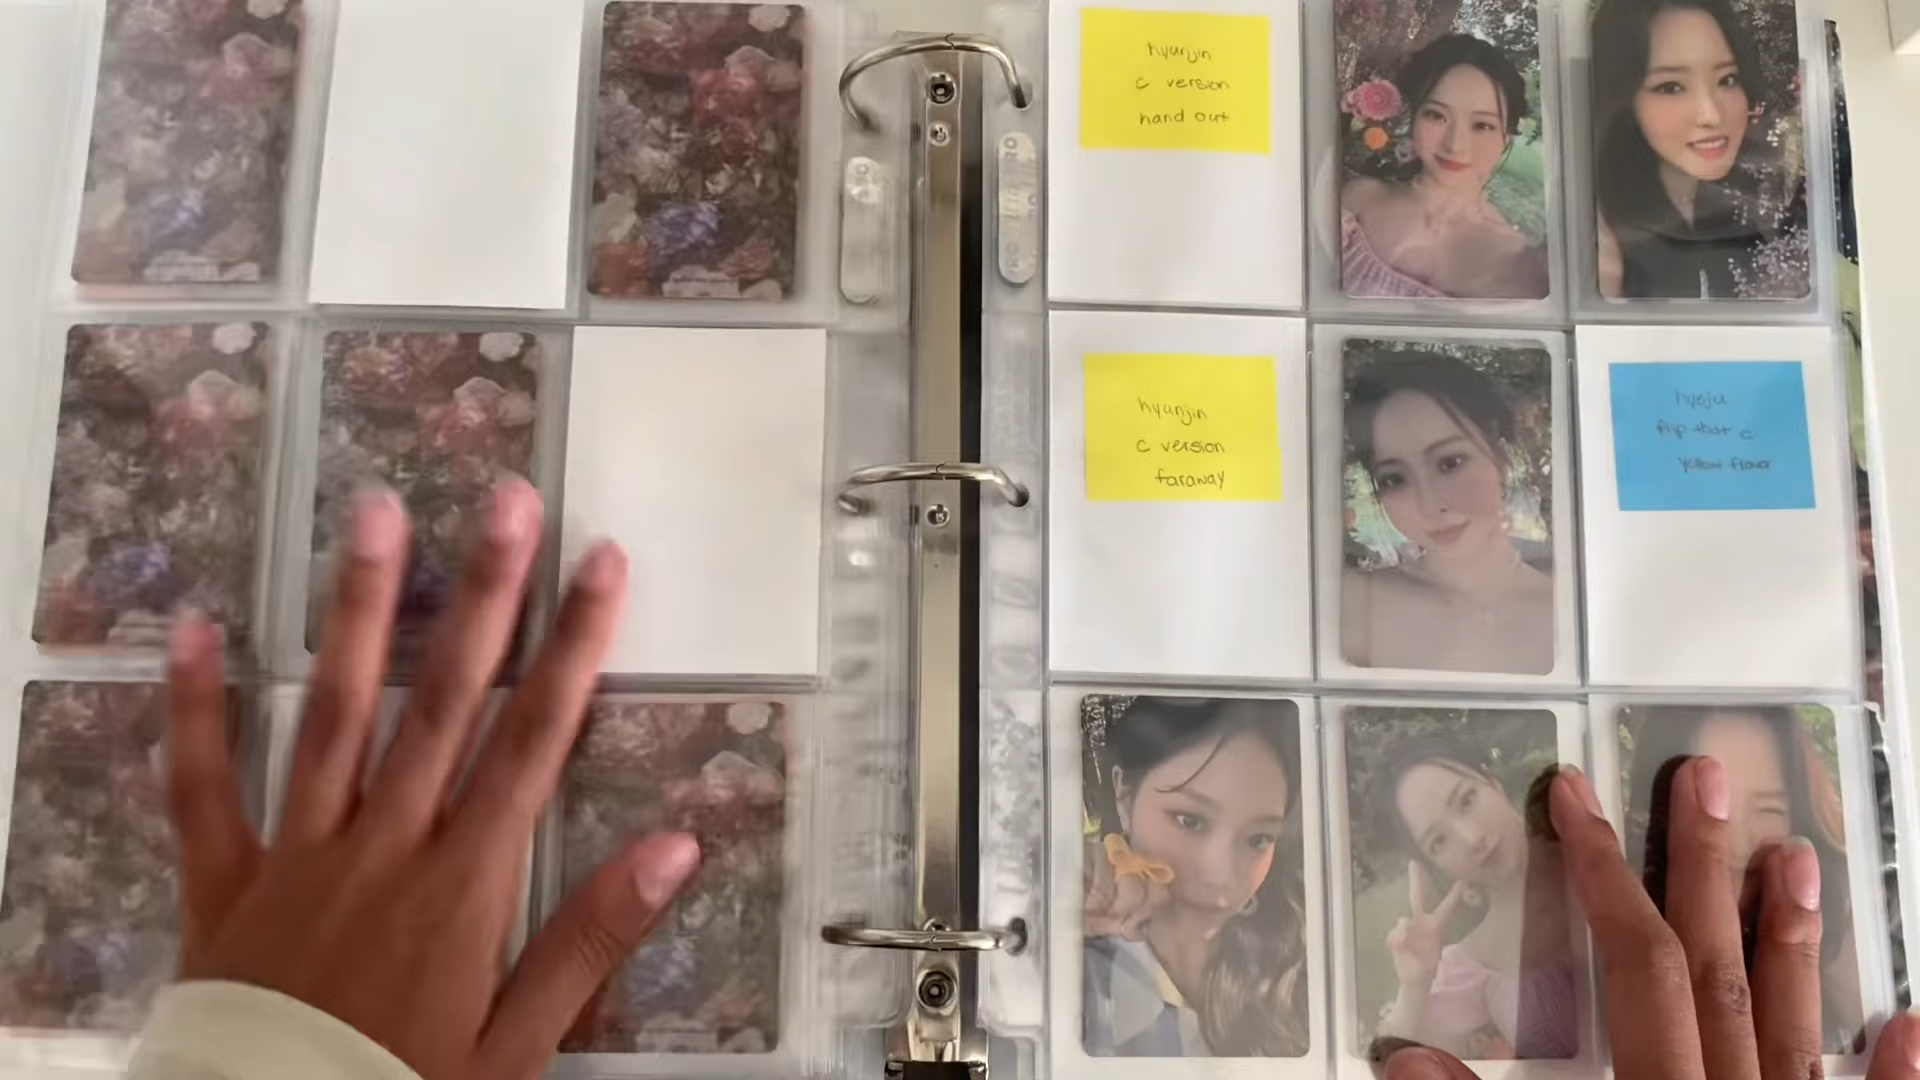 hyunjin
c version
hand out
hyunjin
c version
faraway
hyeju
flip that c
yellow flower